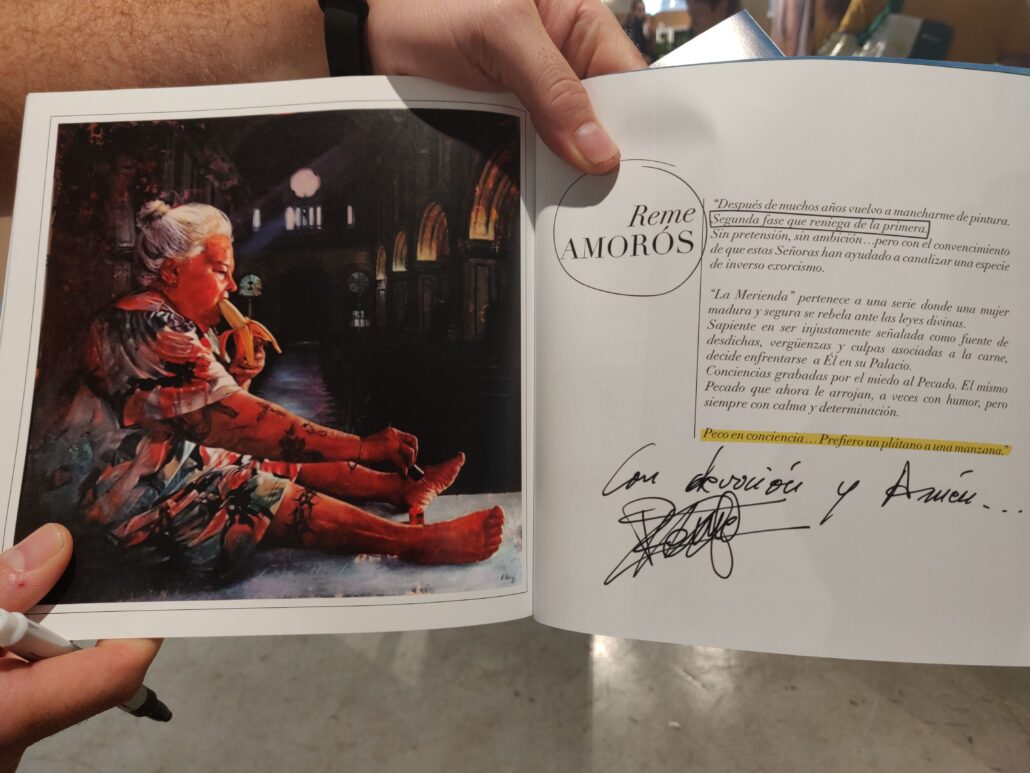 Reme
AMORÓS
“Después de muchos años vuelvo a mancharme de pintura.
Segunda fase que reniega de la primera.
Sin pretensión, sin ambición…pero con el convencimiento
de que estas Señoras han ayudado a canalizar una especie
de inverso exorcismo.
“La Merienda” pertenece a una serie donde una mujer
madura y segura se rebela ante las leyes divinas.
Sapiente en ser injustamente señalada como fuente de
desdichas, vergüenzas y culpas asociadas a la carne,
decide enfrentarse a Él en su Palacio.
Conciencias grabadas por el miedo al Pecado. El mismo
Pecado que ahora le arrojan, a veces con humor, pero
siempre con calma y determinación.
Peco en conciencia…Prefiero un plátano a una manzana.”
Con devoción y Amén...